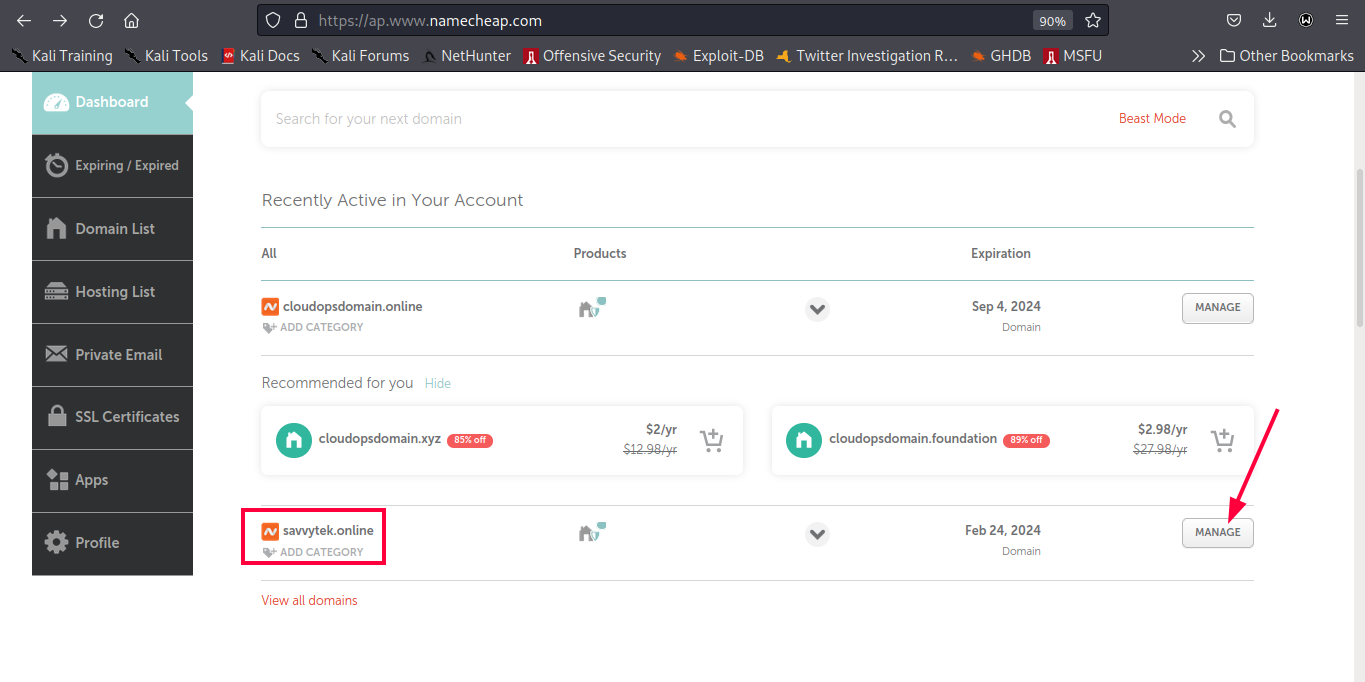 https://ap.www.namecheap.com 90%
Kali Training Kali Tools Kali Docs Kali Forums NetHunter Offensive Security Exploit-DB Twitter Investigation R… GHDB MSFU Other Bookmarks
Dashboard
Expiring / Expired
Domain List
Hosting List
Private Email
SSL Certificates
Apps
Profile
Search for your next domain Beast Mode
Recently Active in Your Account
All Products Expiration
cloudopsdomain.online Sep 4, 2024 MANAGE
ADD CATEGORY Domain
Recommended for you Hide
cloudopsdomain.xyz 85% off $2/yr
$12.98/yr
cloudopsdomain.foundation 89% off $2.98/yr
$27.98/yr
savvytek.online Feb 24, 2024 MANAGE
ADD CATEGORY Domain
View all domains